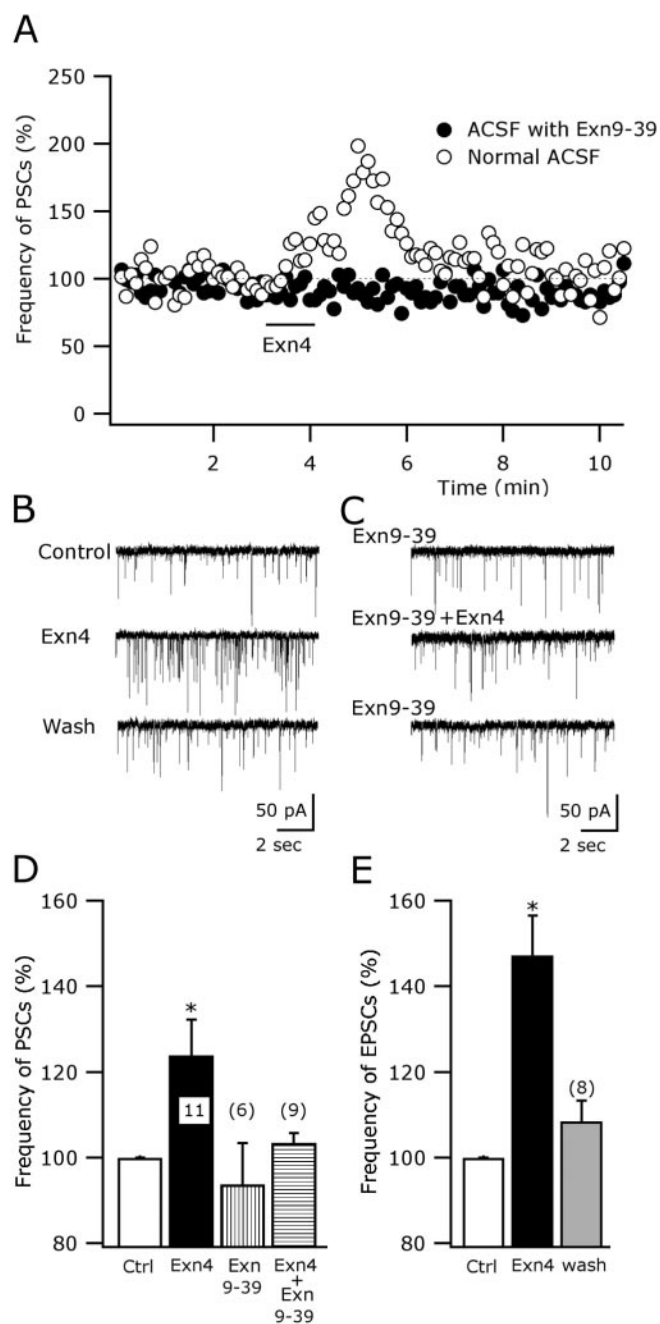 A
Frequency of PSCs (%)
250
200
150
100
50
0
ACSF with Exn9-39
Normal ACSF
Exn4
2 4 6 8 10
Time (min)
B
Control
Exn4
Wash
50 pA
2 sec
C
Exn9-39
Exn9-39 +Exn4
Exn9-39
50 pA
2 sec
D
Frequency of PSCs (%)
160
140
120
100
80
*
11
(6)
(9)
Ctrl Exn4 Exn 9-39 Exn4 + Exn 9-39
E
Frequency of EPSCs (%)
160
140
120
100
80
*
(8)
Ctrl Exn4 wash